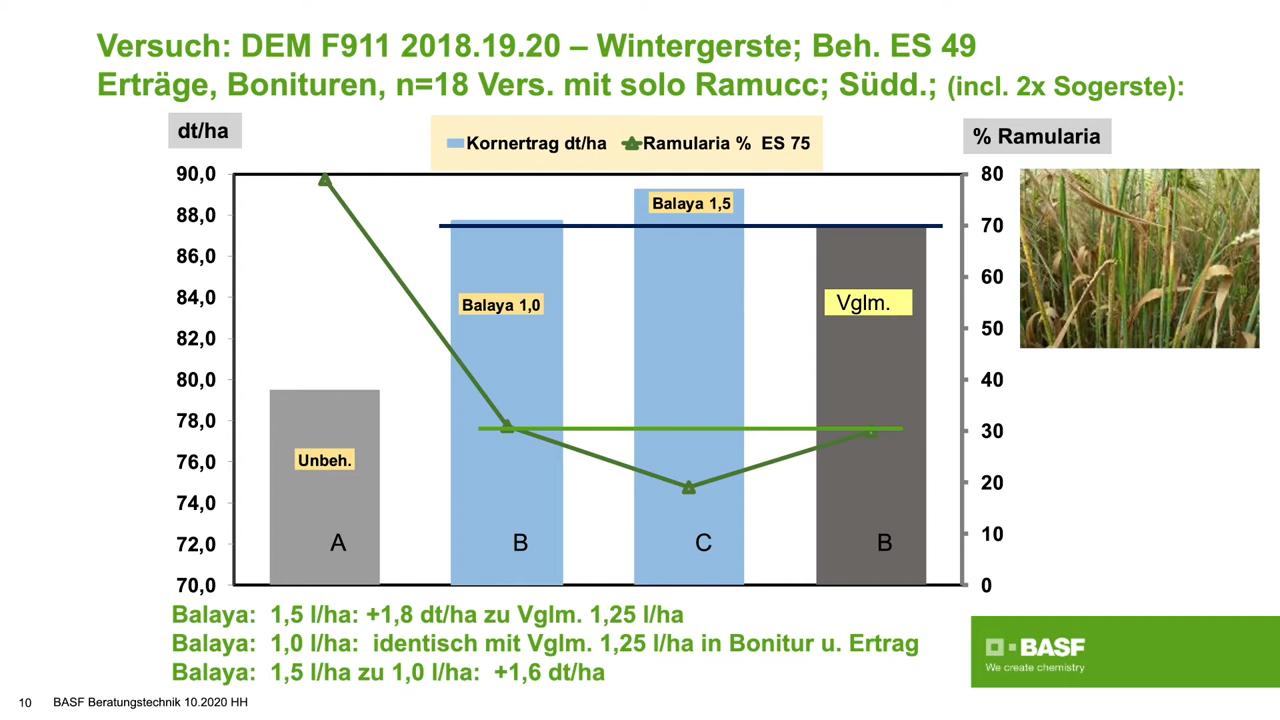 Versuch: DEM F911 2018.19.20 – Wintergerste; Beh. ES 49
Erträge, Bonituren, n=18 Vers. mit solo Ramucc; Südd.; (incl. 2x Sogerste):
dt/ha
Kornertrag dt/ha Ramularia % ES 75
% Ramularia
90,0
88,0
86,0
84,0
82,0
80,0
78,0
76,0
74,0
72,0
70,0
Unbeh.
Balaya 1,0
Balaya 1,5
Vglm.
A B C B
80
70
60
50
40
30
20
10
0
Balaya: 1,5 l/ha: +1,8 dt/ha zu Vglm. 1,25 l/ha
Balaya: 1,0 l/ha: identisch mit Vglm. 1,25 l/ha in Bonitur u. Ertrag
Balaya: 1,5 l/ha zu 1,0 l/ha: +1,6 dt/ha
BASF
We create chemistry
10 BASF Beratungstechnik 10.2020 HH